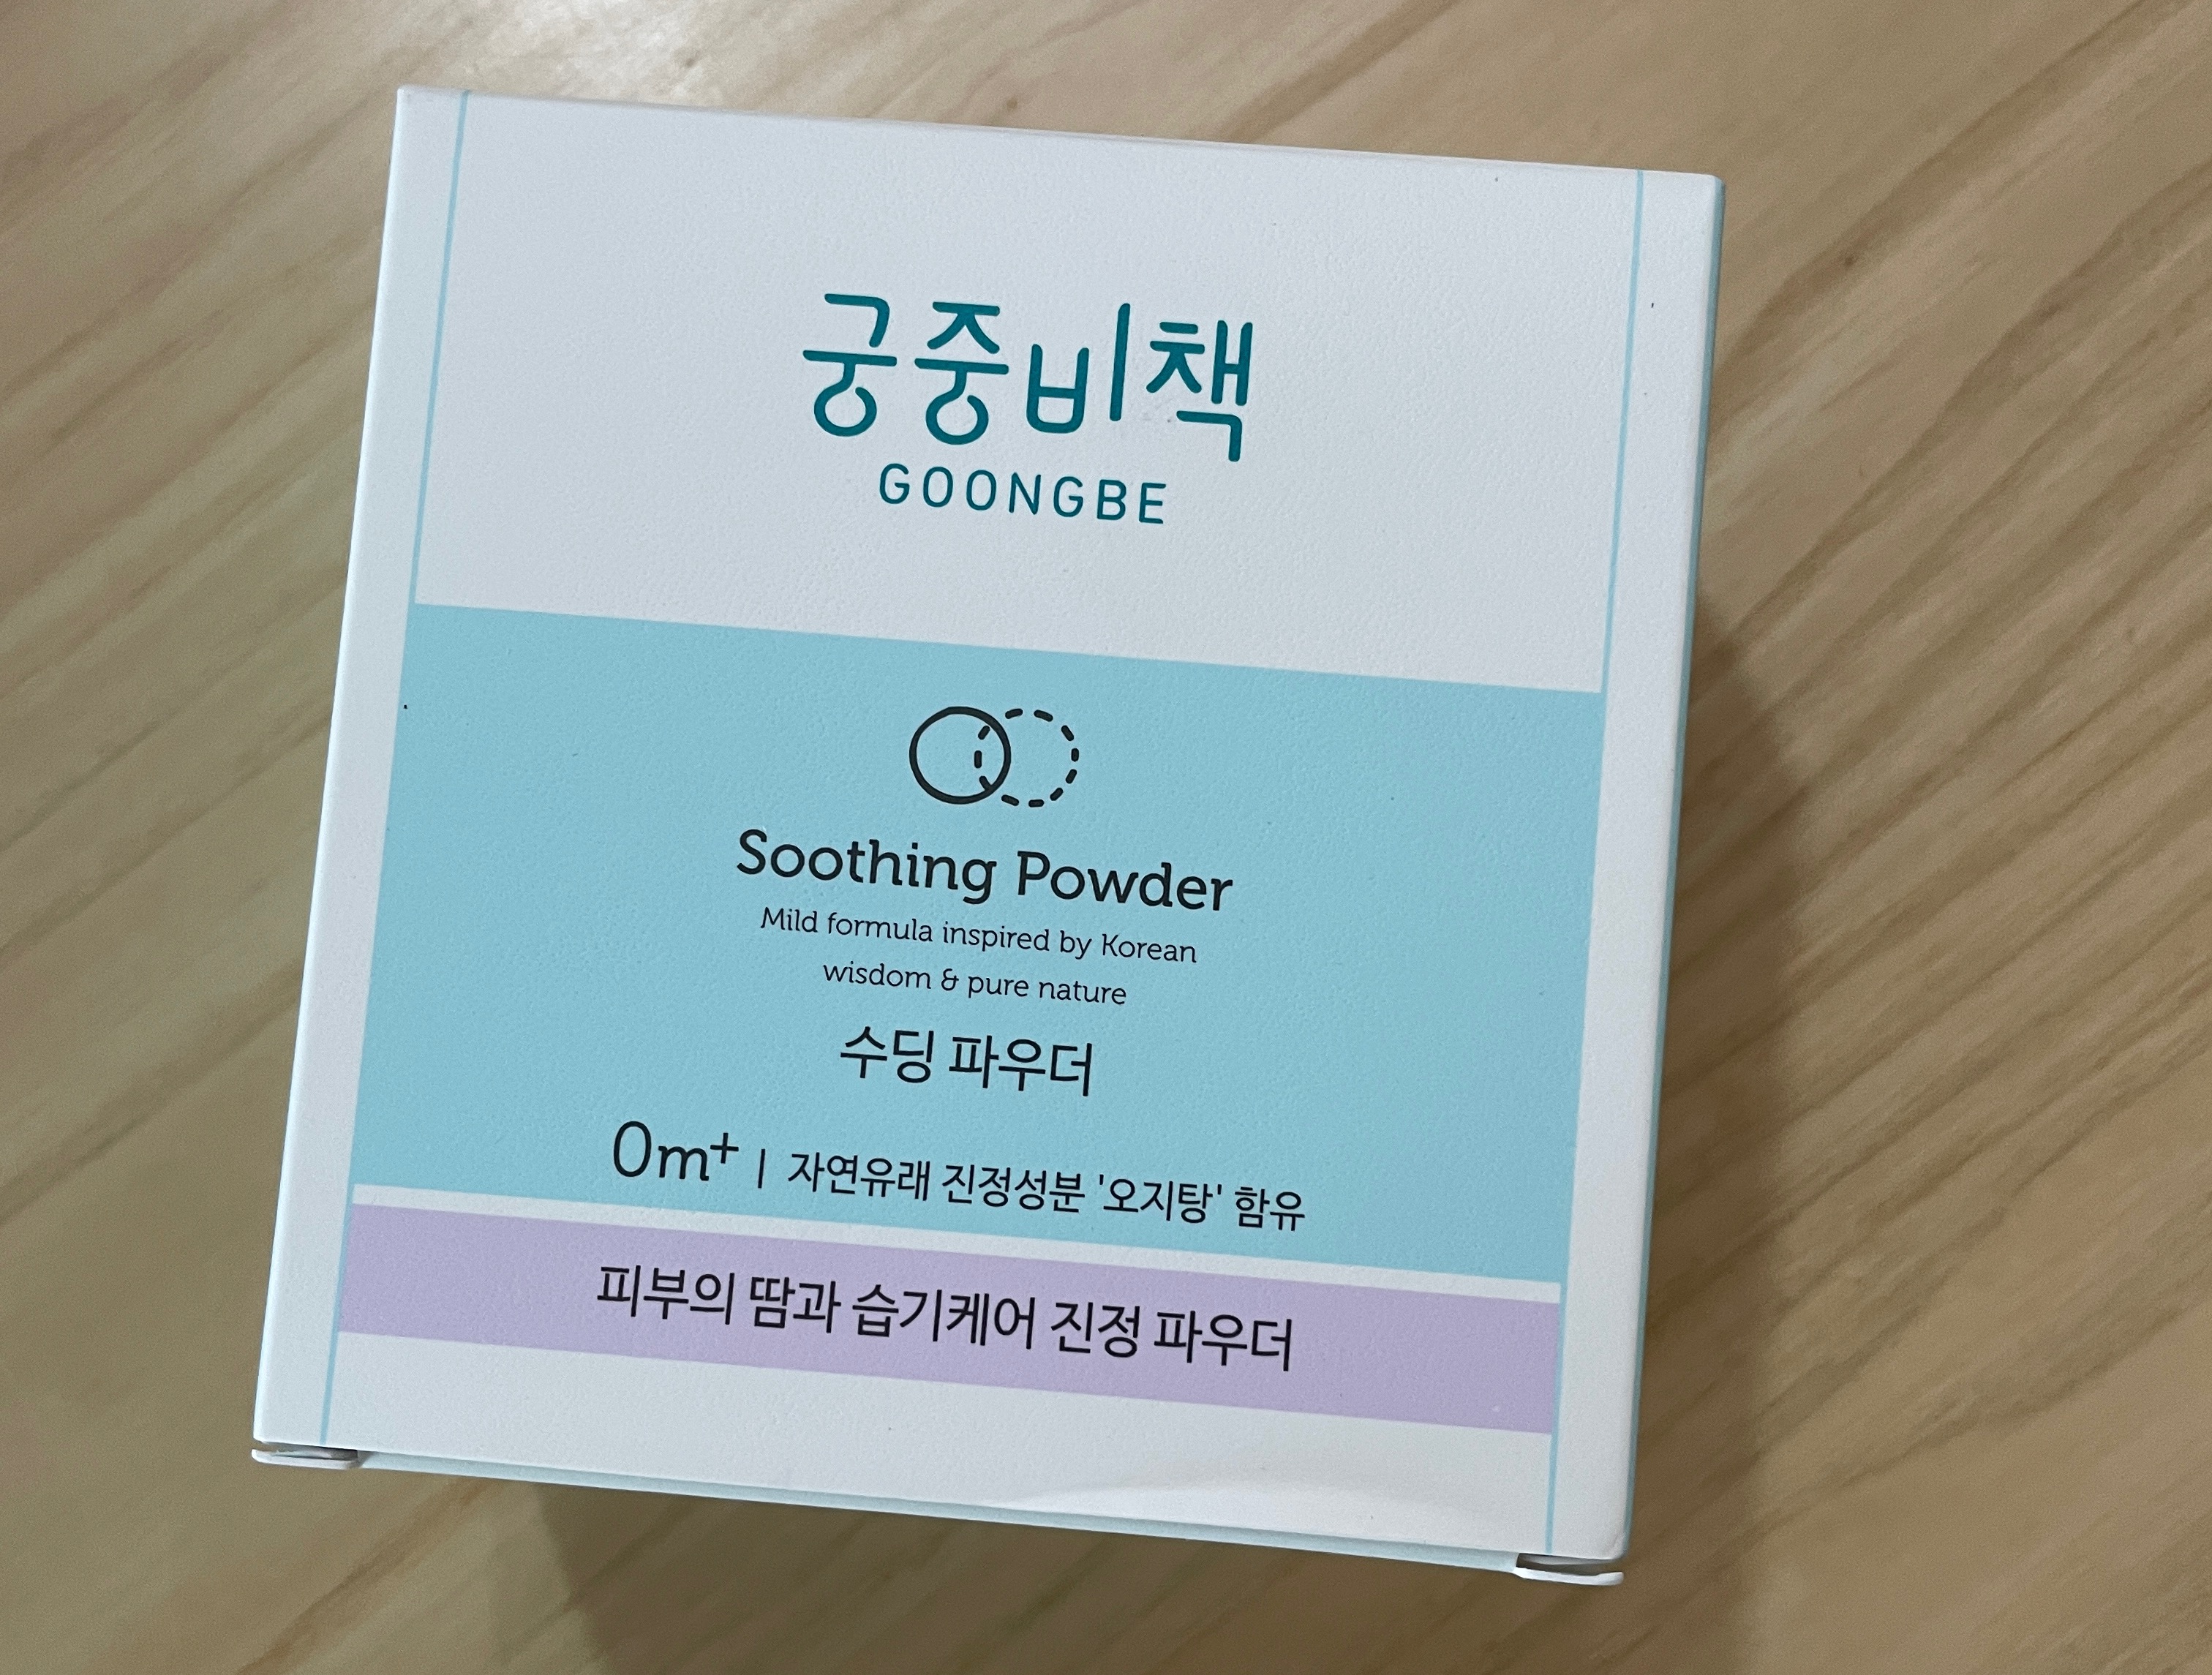 궁중비책
GOONGBE
Soothing Powder
Mild formula inspired by Korean
wisdom & pure nature
수딩 파우더
0m+ | 자연유래 진정성분 '오지탕' 함유
피부의 땀과 습기케어 진정 파우더